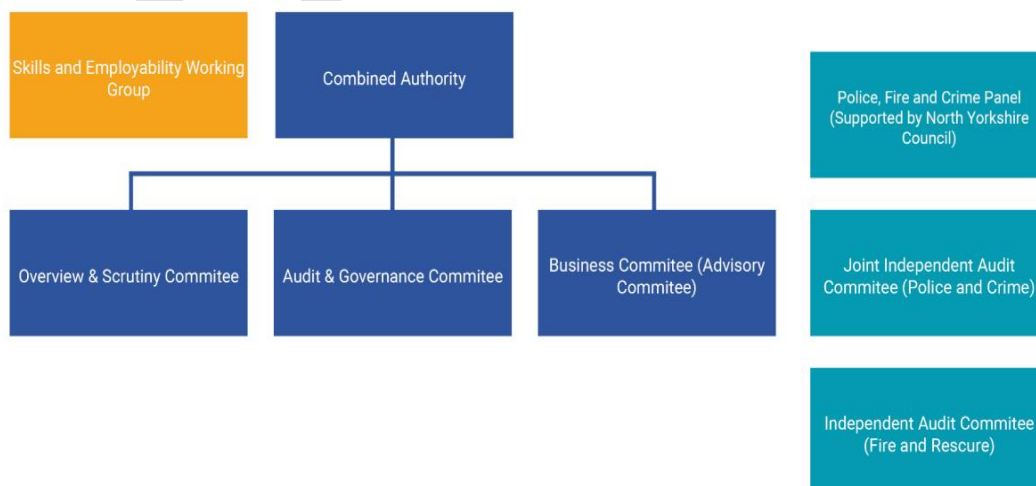 Skills and Employability Working
Group
Combined Authority
Police, Fire and Crime Panel
(Supported by North Yorkshire
Council)
Overview & Scrutiny Commitee
Audit & Governance Commitee
Business Commitee (Advisory
Commitee)
Joint Independent Audit
Commitee (Police and Crime)
Independent Audit Commitee
(Fire and Rescure)